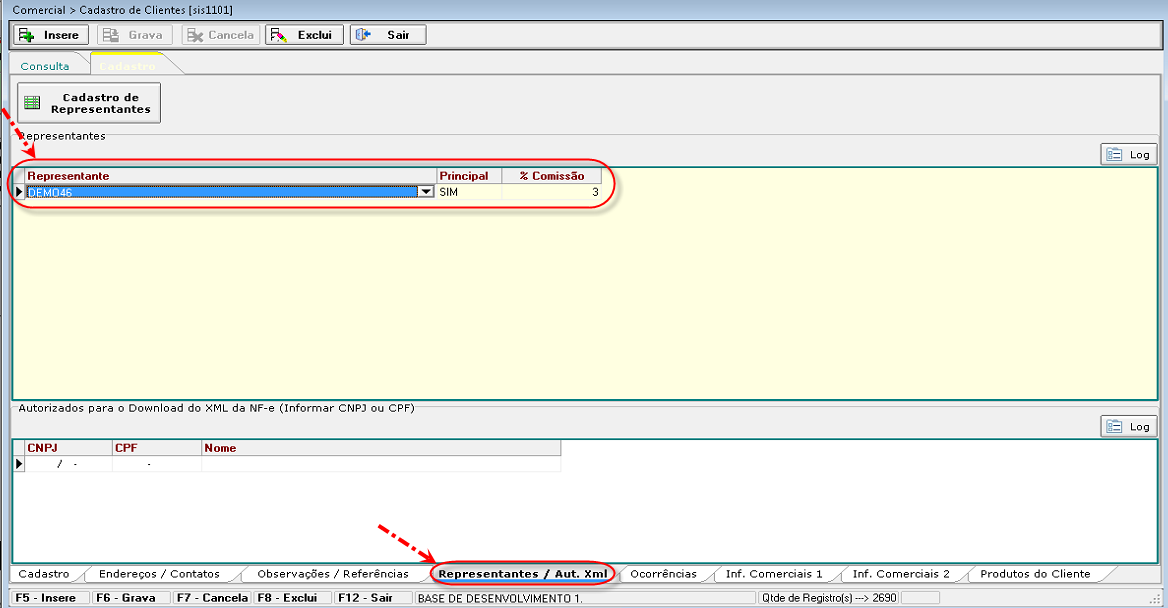 Comercial > Cadastro de Clientes [sis1101]
Insere Grava Cancela Exclui Sair
Consulta Cadastro
Cadastro de
Representantes
Representantes
Log
Representante Principal % Comissão
DEMO46 SIM 3
Autorizados para o Download do XML da NF-e (Informar CNPJ ou CPF)
Log
CNPJ CPF Nome
/ - -
Cadastro Endereços / Contatos Observações / Referências Representantes / Aut. Xml Ocorrências Inf. Comerciais 1 Inf. Comerciais 2 Produtos do Cliente
F5 - Insere F6 - Grava F7 - Cancela F8 - Exclui F12 - Sair BASE DE DESENVOLVIMENTO 1. Qtde de Registro(s) ---> 2690